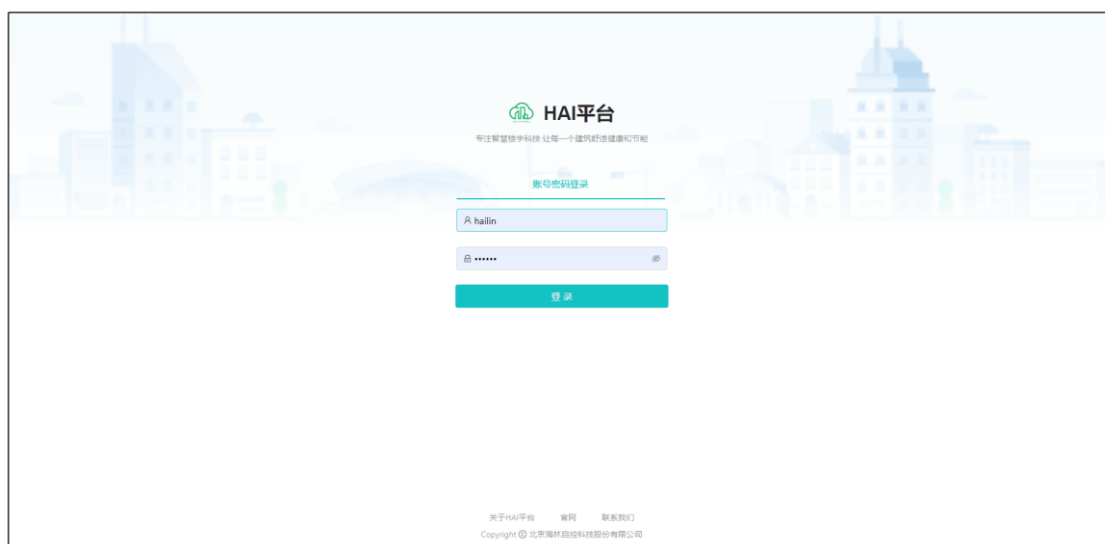 HAI平台
专注智慧楼宇科技 让每一个建筑舒适健康和节能
账号密码登录
hailin
••••••
登 录
关于HAI平台 官网 联系我们
Copyright © 北京海林自控科技股份有限公司